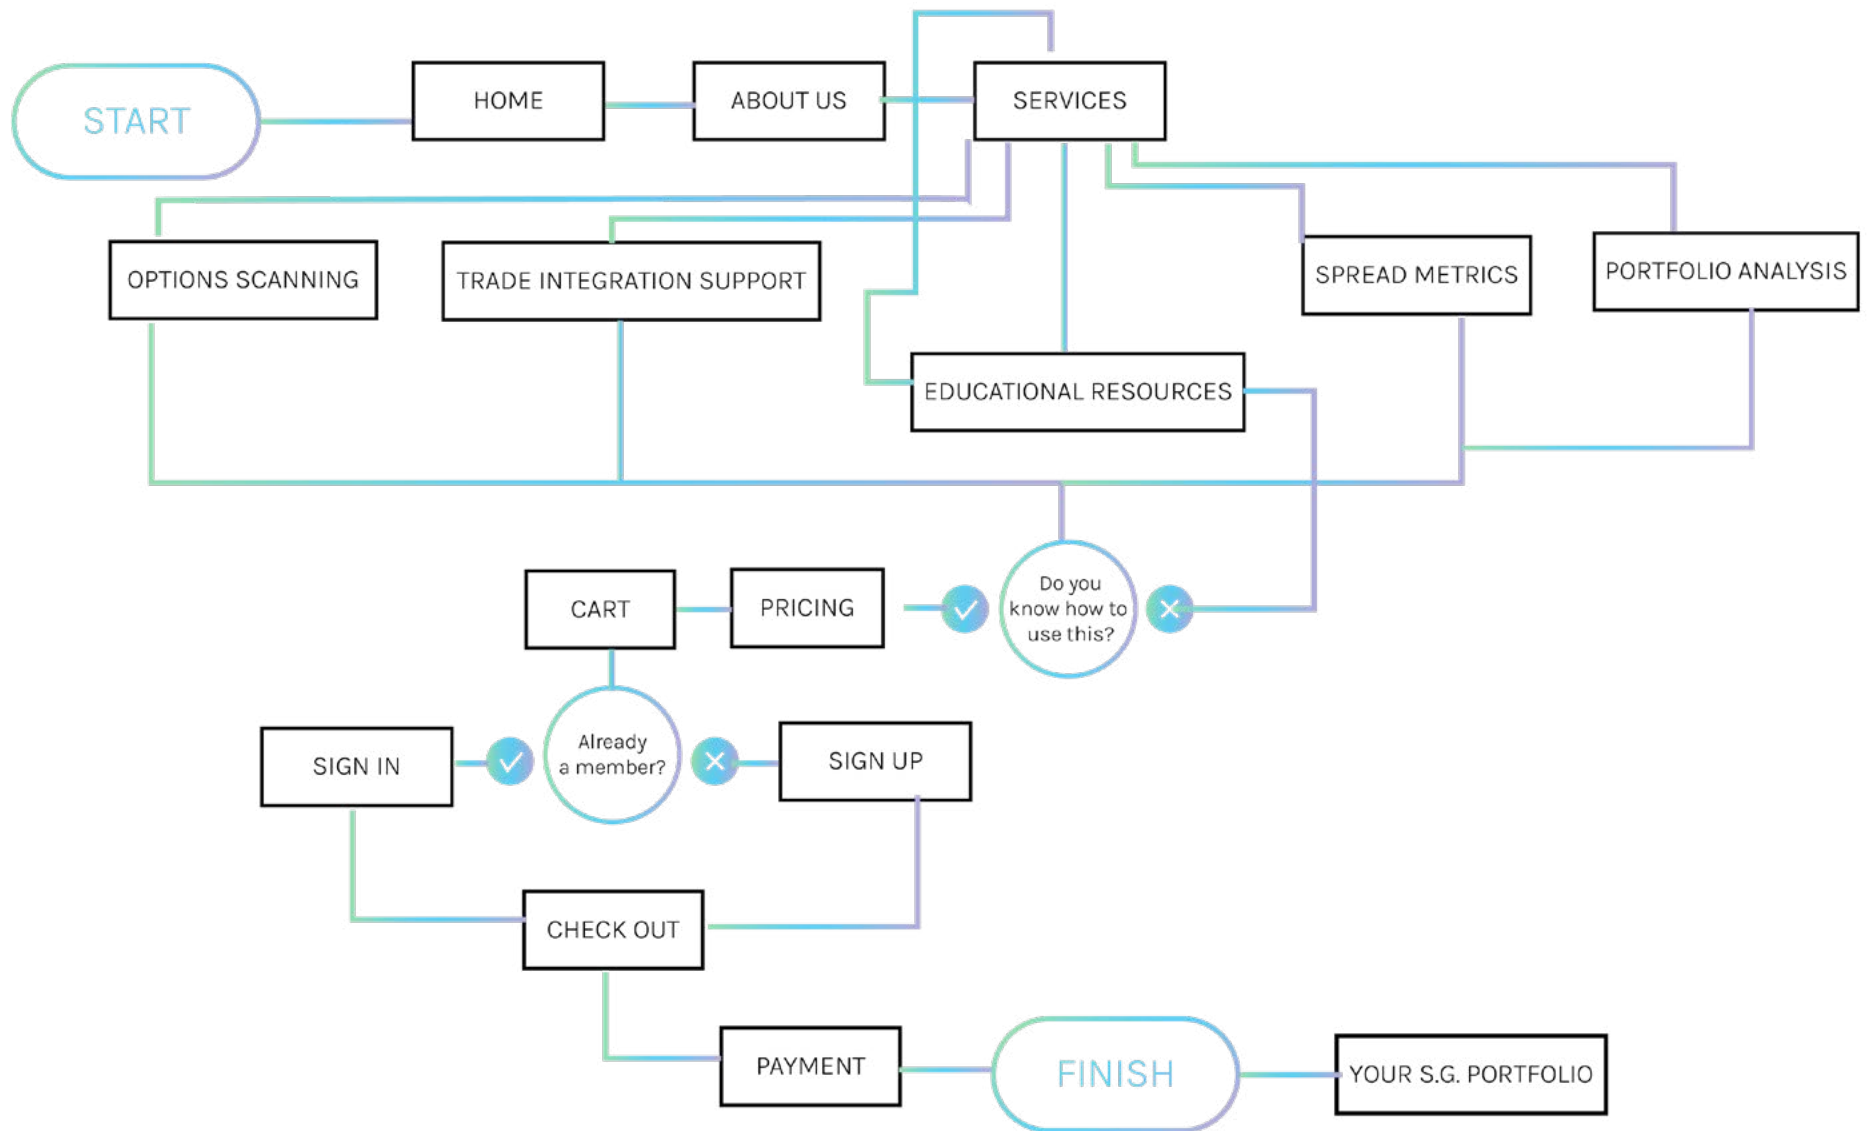 START
HOME
ABOUT US
SERVICES
OPTIONS SCANNING
TRADE INTEGRATION SUPPORT
SPREAD METRICS
PORTFOLIO ANALYSIS
EDUCATIONAL RESOURCES
CART
PRICING
Do you
know how to
use this?
SIGN IN
Already
a member?
SIGN UP
CHECK OUT
PAYMENT
FINISH
YOUR S.G. PORTFOLIO